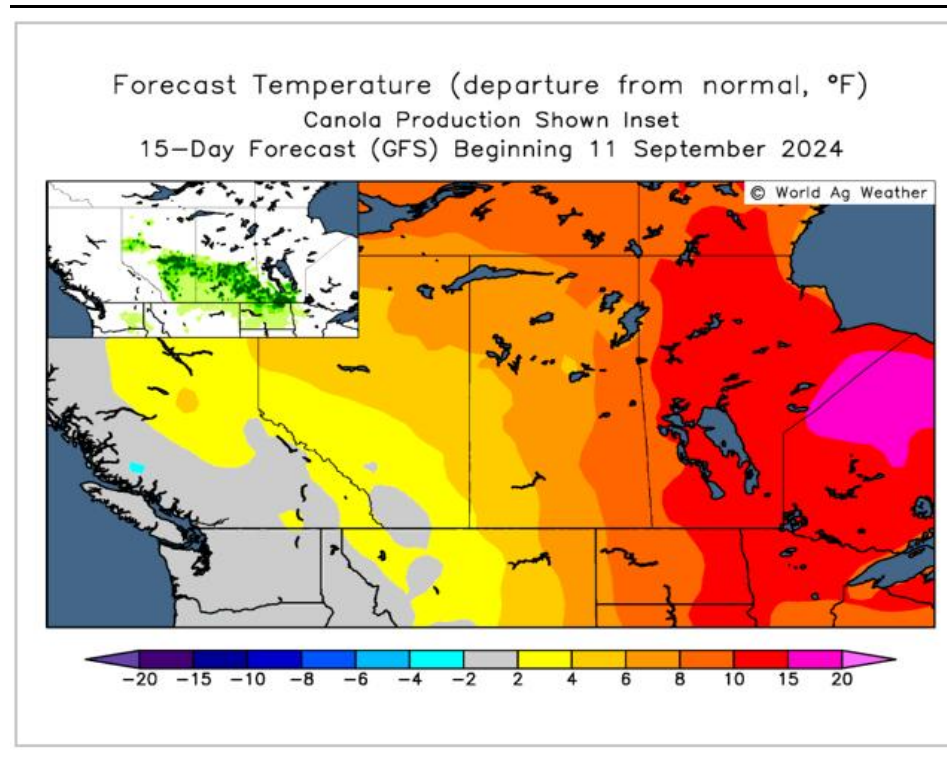 Forecast Temperature (departure from normal, °F)
Canola Production Shown Inset
15-Day Forecast (GFS) Beginning 11 September 2024
© World Ag Weather
-20 -15 -10 -8 -6 -4 -2 2 4 6 8 10 15 20